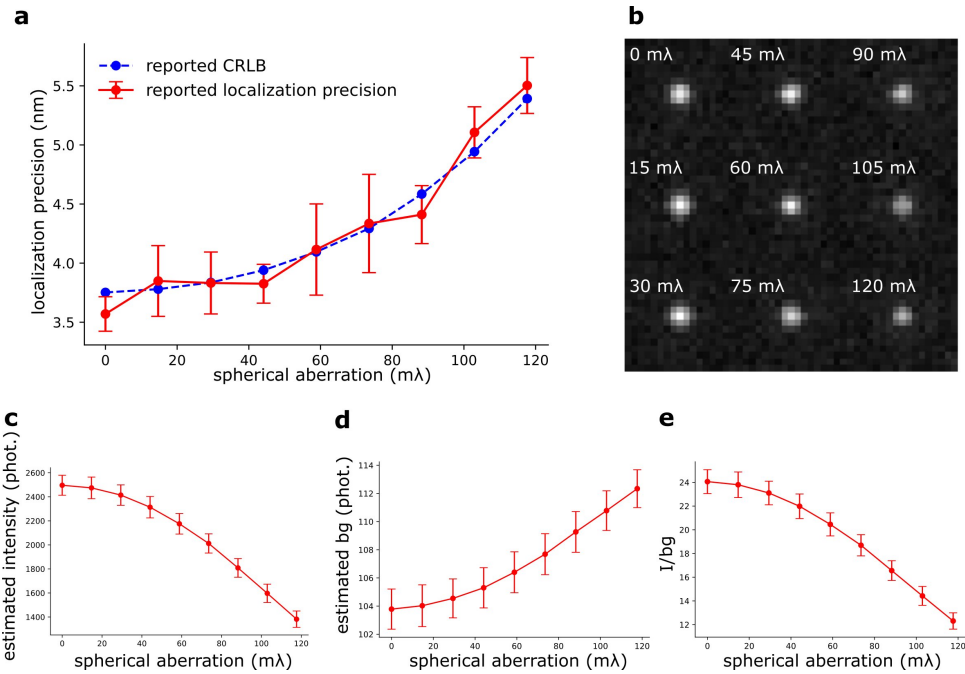 a
reported CRLB
reported localization precision
localization precision (nm)
5.5
5.0
4.5
4.0
3.5
0 20 40 60 80 100 120
spherical aberration (mλ)
b
0 mλ 45 mλ 90 mλ
15 mλ 60 mλ 105 mλ
30 mλ 75 mλ 120 mλ
c
estimated intensity (phot.)
2600
2400
2200
2000
1800
1600
1400
0 20 40 60 80 100 120
spherical aberration (mλ)
d
estimated bg (phot.)
114
112
110
108
106
104
102
0 20 40 60 80 100 120
spherical aberration (mλ)
e
I/bg
24
22
20
18
16
14
12
0 20 40 60 80 100 120
spherical aberration (mλ)